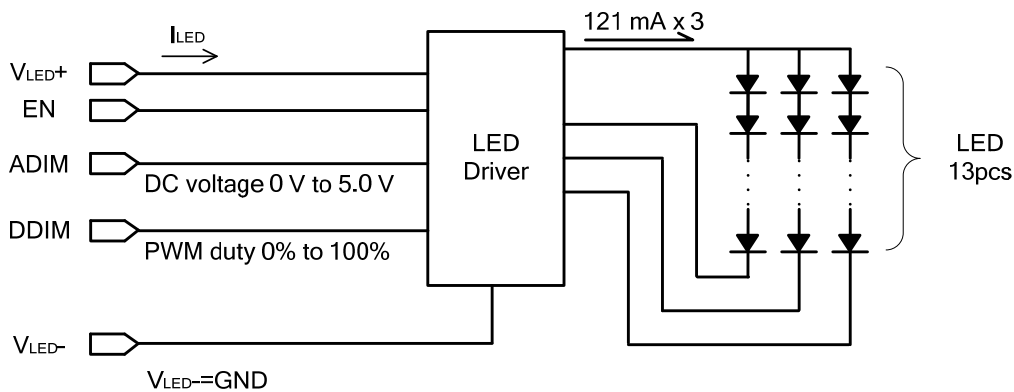 121 mA x 3
ILED
VLED+
EN
ADIM
DC voltage 0 V to 5.0 V
DDIM
PWM duty 0% to 100%
LED
Driver
LED
13pcs
VLED-
VLED-=GND